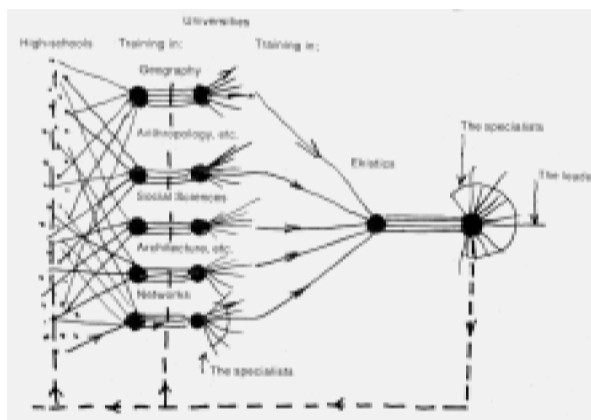 Universities
High-schools
Training in:
Training in:
Geography
Anthropology, etc.
Social Sciences
Architecture, etc.
Networks
The specialists
Ekistics
The specialists
The leade